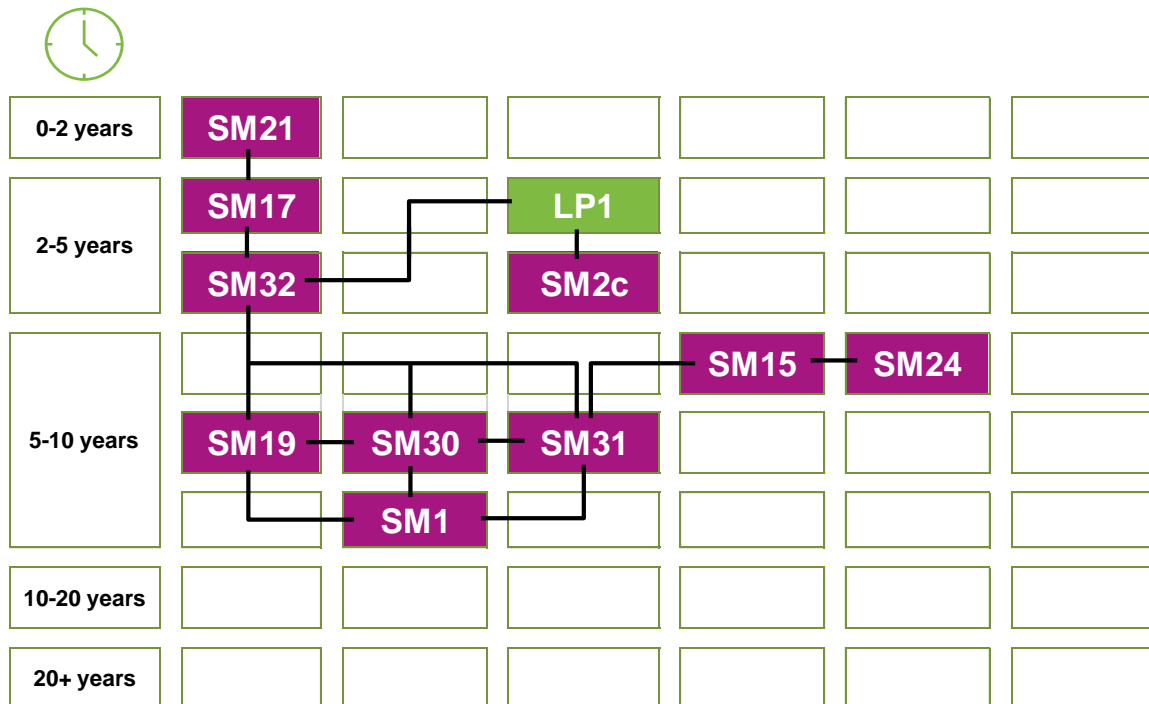 0-2 years
SM21
2-5 years
SM17
LP1
SM32
SM2c
5-10 years
SM15
SM24
SM19
SM30
SM31
SM1
10-20 years
20+ years